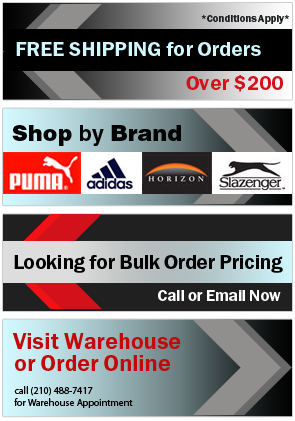 *Conditions Apply*
FREE SHIPPING for Orders
Over $200
Shop by Brand
PUMA adidas HORIZON Slazenger
Looking for Bulk Order Pricing
Call or Email Now
Visit Warehouse
or Order Online
call (210) 488-7417
for Warehouse Appointment